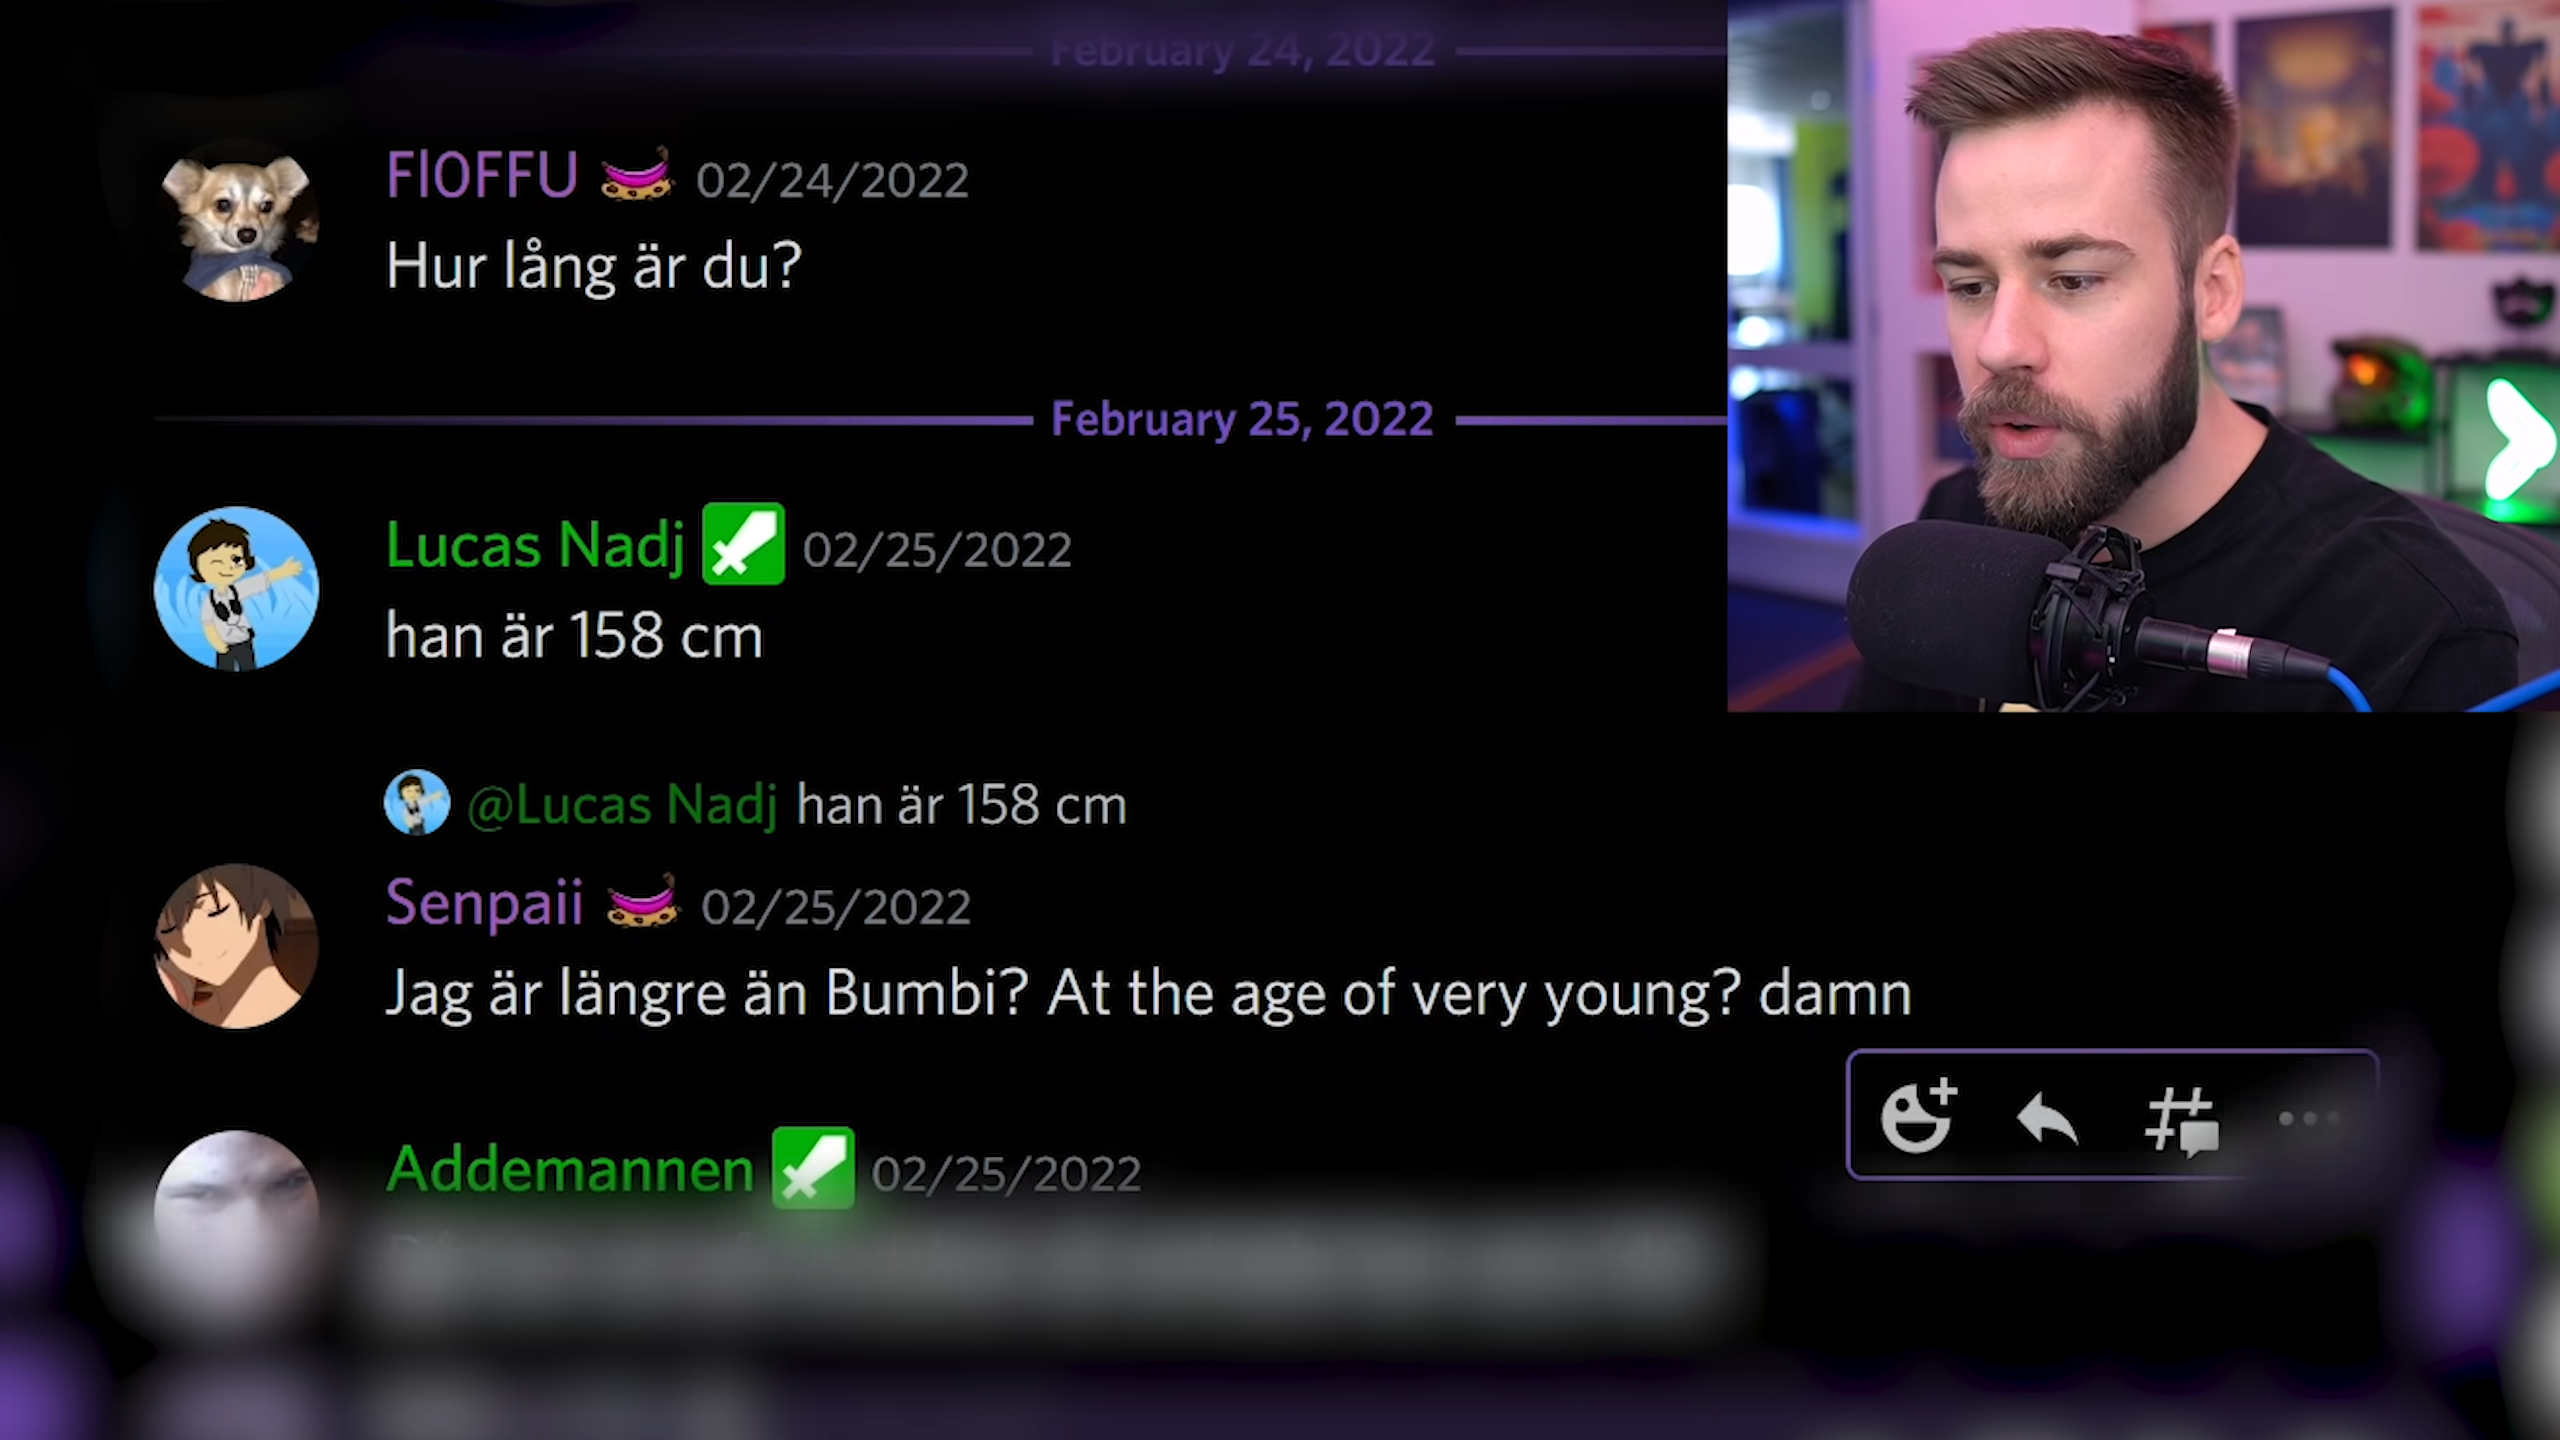 February 24, 2022
FlOFFU 02/24/2022
Hur lång är du?
February 25, 2022
Lucas Nadj 02/25/2022
han är 158 cm
@Lucas Nadj han är 158 cm
Senpaii 02/25/2022
Jag är längre än Bumbi? At the age of very young? damn
Addemannen 02/25/2022